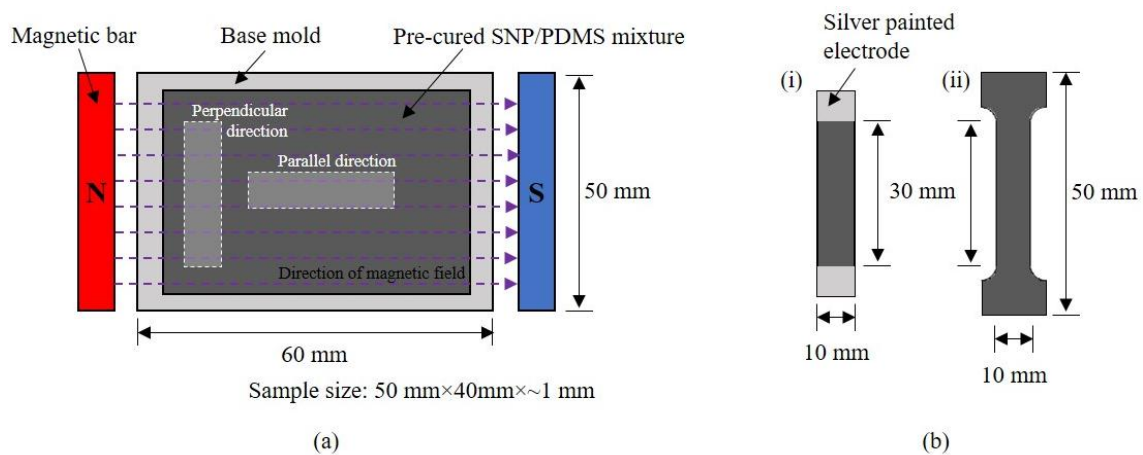 Magnetic bar
Base mold
Pre-cured SNP/PDMS mixture
Perpendicular
direction
Parallel direction
N
S
Direction of magnetic field
50 mm
60 mm
Sample size: 50 mm×40mm×~1 mm
(a)
Silver painted
electrode
(i)
(ii)
30 mm
50 mm
10 mm
10 mm
(b)